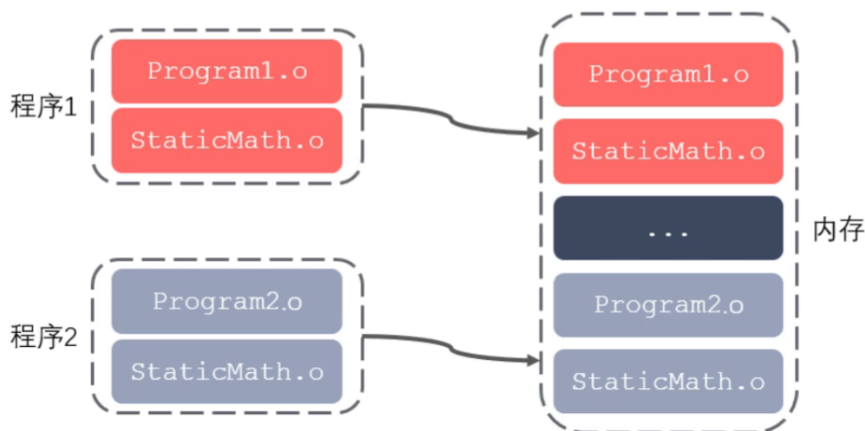 程序1
Program1.o
StaticMath.o
程序2
Program2.o
StaticMath.o
Program1.o
StaticMath.o
...
Program2.o
StaticMath.o
内存